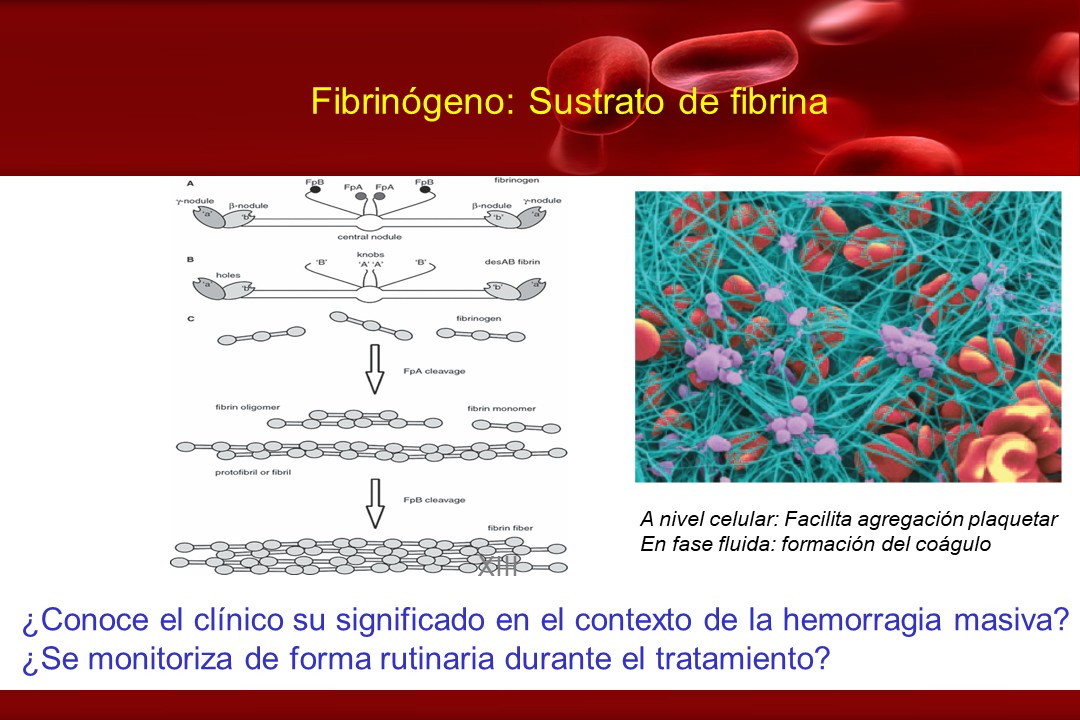 Fibrinógeno: Sustrato de fibrina
A
FpB
FpA FpA
FpB
fibrinogen
γ-nodule
β-nodule
β-nodule
γ-nodule
'a'
'b'
'b'
'a'
central nodule
B
knobs
'B'
'A' 'A'
'B'
desAB fibrin
holes
'a'
'b'
'b'
'a'
C
fibrinogen
FpA cleavage
fibrin oligomer
fibrin monomer
protofibril or fibril
FpB cleavage
fibrin fiber
XIII
A nivel celular: Facilita agregación plaquetar
En fase fluida: formación del coágulo
¿Conoce el clínico su significado en el contexto de la hemorragia masiva?
¿Se monitoriza de forma rutinaria durante el tratamiento?